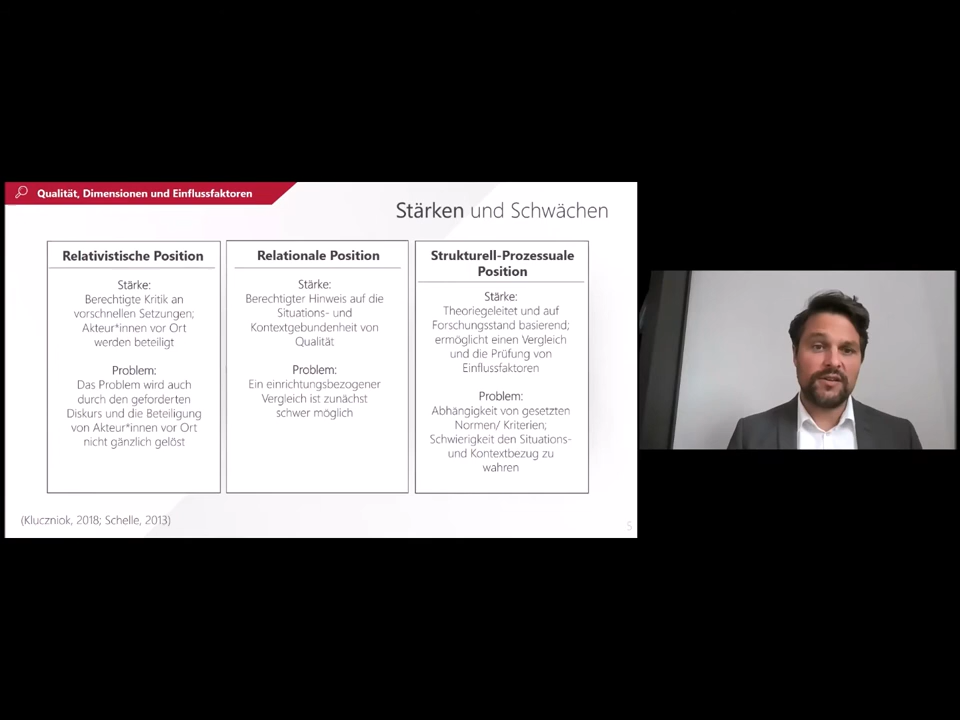 Qualität, Dimensionen und Einflussfaktoren
Stärken und Schwächen
Relativistische Position
Stärke:
Berechtigte Kritik an
vorschnellen Setzungen;
Akteur*innen vor Ort
werden beteiligt
Problem:
Das Problem wird auch
durch den geforderten
Diskurs und die Beteiligung
von Akteur*innen vor Ort
nicht gänzlich gelöst
Relationale Position
Stärke:
Berechtigter Hinweis auf die
Situations- und
Kontextgebundenheit von
Qualität
Problem:
Ein einrichtungsbezogener
Vergleich ist zunächst
schwer möglich
Strukturell-Prozessuale
Position
Stärke:
Theoriegeleitet und auf
Forschungsstand basierend;
ermöglicht einen Vergleich
und die Prüfung von
Einflussfaktoren
Problem:
Abhängigkeit von gesetzten
Normen/ Kriterien;
Schwierigkeit den Situations-
und Kontextbezug zu
wahren
(Kluczniok, 2018; Schelle, 2013)
5